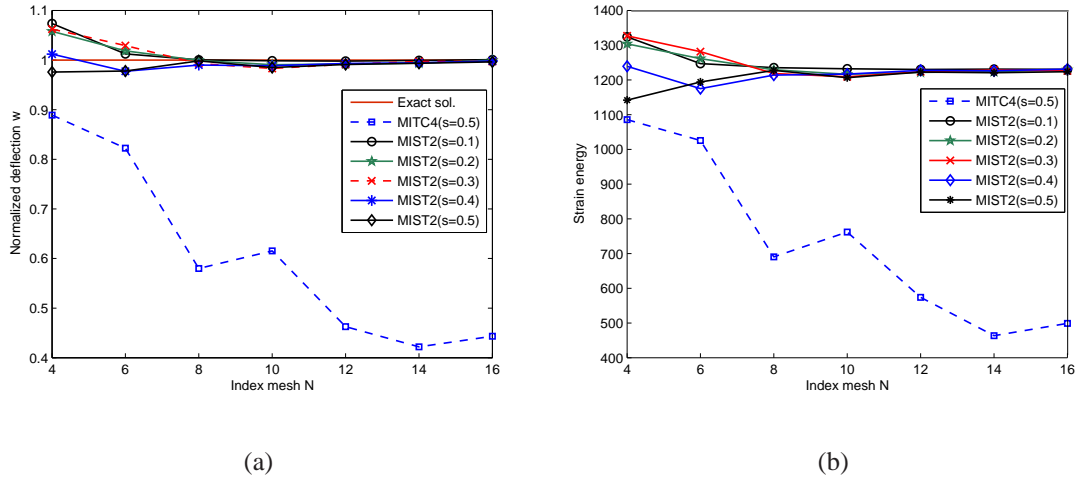 1.1
1
0.9
0.8
0.7
0.6
0.5
0.4
4 6 8 10 12 14 16
Normalized deflection w
Index mesh N
Exact sol.
MITC4(s=0.5)
MIST2(s=0.1)
MIST2(s=0.2)
MIST2(s=0.3)
MIST2(s=0.4)
MIST2(s=0.5)
(a)
1400
1300
1200
1100
1000
900
800
700
600
500
400
4 6 8 10 12 14 16
Strain energy
Index mesh N
MITC4(s=0.5)
MIST2(s=0.1)
MIST2(s=0.2)
MIST2(s=0.3)
MIST2(s=0.4)
MIST2(s=0.5)
(b)